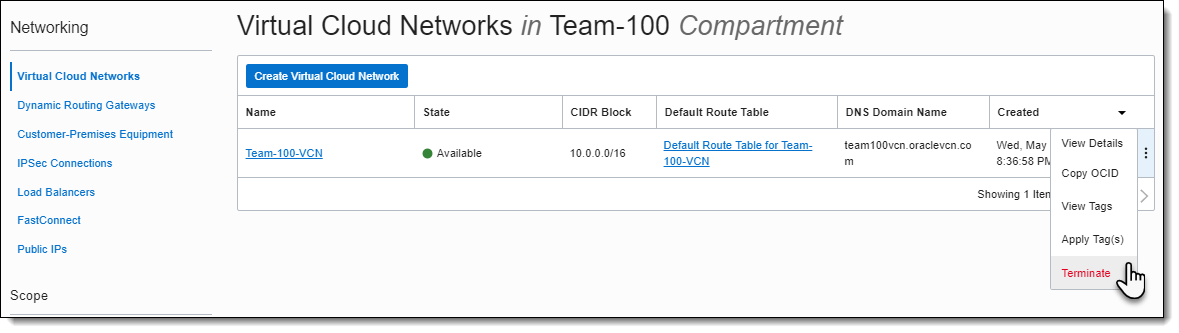 Networking
Virtual Cloud Networks
Dynamic Routing Gateways
Customer-Premises Equipment
IPSec Connections
Load Balancers
FastConnect
Public IPs
Scope
Virtual Cloud Networks in Team-100 Compartment
Create Virtual Cloud Network
Name State CIDR Block Default Route Table DNS Domain Name Created
Team-100-VCN Available 10.0.0.0/16 Default Route Table for Team- team100vcn.oraclevcn.co Wed, May
100-VCN m 8:36:58 PM
Showing 1 Item
View Details
Copy OCID
View Tags
Apply Tag(s)
Terminate